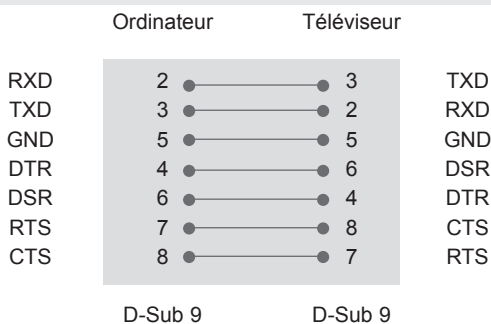 Ordinateur Téléviseur
RXD 2 3 TXD
TXD 3 2 RXD
GND 5 5 GND
DTR 4 6 DSR
DSR 6 4 DTR
RTS 7 8 CTS
CTS 8 7 RTS
D-Sub 9 D-Sub 9